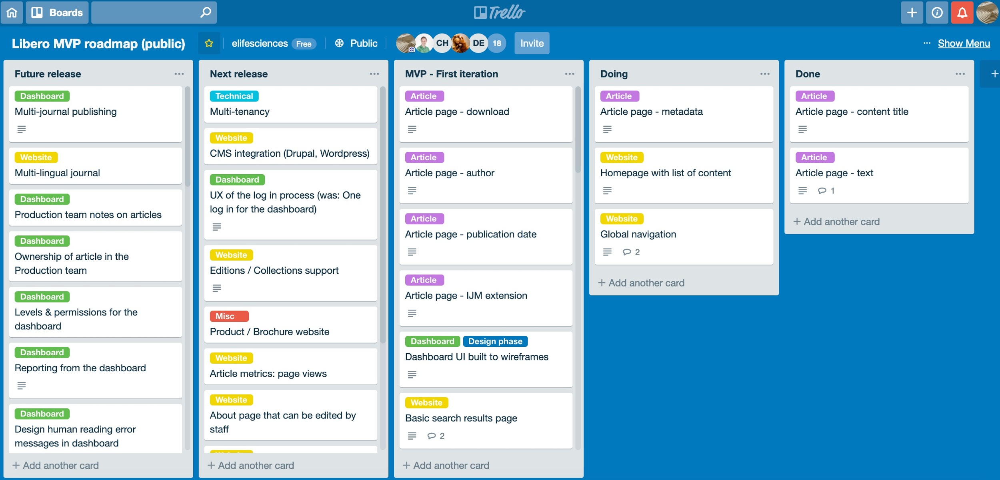 Boards
Trello
Libero MVP roadmap (public)
elifesciences Free
Public
CH
DE
18
Invite
... Show Menu
Future release
Dashboard
Multi-journal publishing
Website
Multi-lingual journal
Dashboard
Production team notes on articles
Dashboard
Ownership of article in the
Production team
Dashboard
Levels & permissions for the
dashboard
Dashboard
Reporting from the dashboard
Dashboard
Design human reading error
messages in dashboard
+ Add another card
Next release
Technical
Multi-tenancy
Website
CMS integration (Drupal, Wordpress)
Dashboard
UX of the log in process (was: One
log in for the dashboard)
Website
Editions / Collections support
Misc
Product / Brochure website
Website
Article metrics: page views
Website
About page that can be edited by
staff
+ Add another card
MVP - First iteration
Article
Article page - download
Article
Article page - author
Article
Article page - publication date
Article
Article page - IJM extension
Dashboard Design phase
Dashboard UI built to wireframes
Website
Basic search results page
2
+ Add another card
Doing
Article
Article page - metadata
Website
Homepage with list of content
Website
Global navigation
2
+ Add another card
Done
Article
Article page - content title
Article
Article page - text
1
+ Add another card